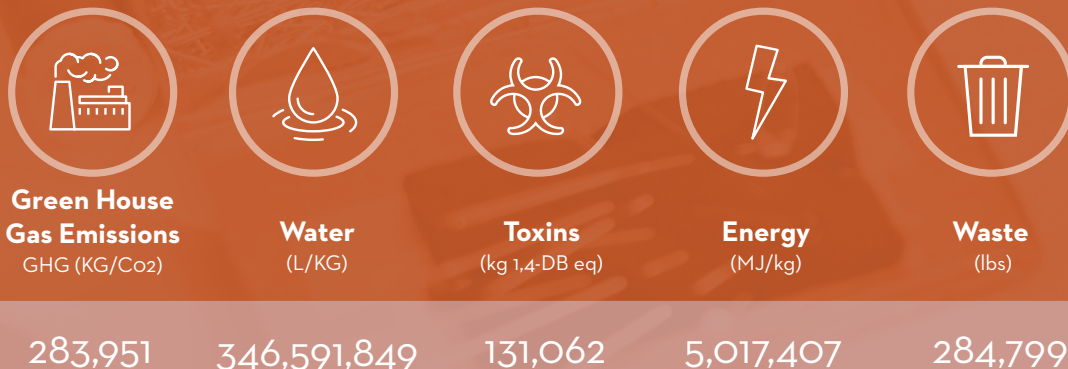 Green House
Gas Emissions
GHG (KG/Co2)
Water
(L/KG)
Toxins
(kg 1,4-DB eq)
Energy
(MJ/kg)
Waste
(lbs)
283,951
346,591,849
131,062
5,017,407
284,799